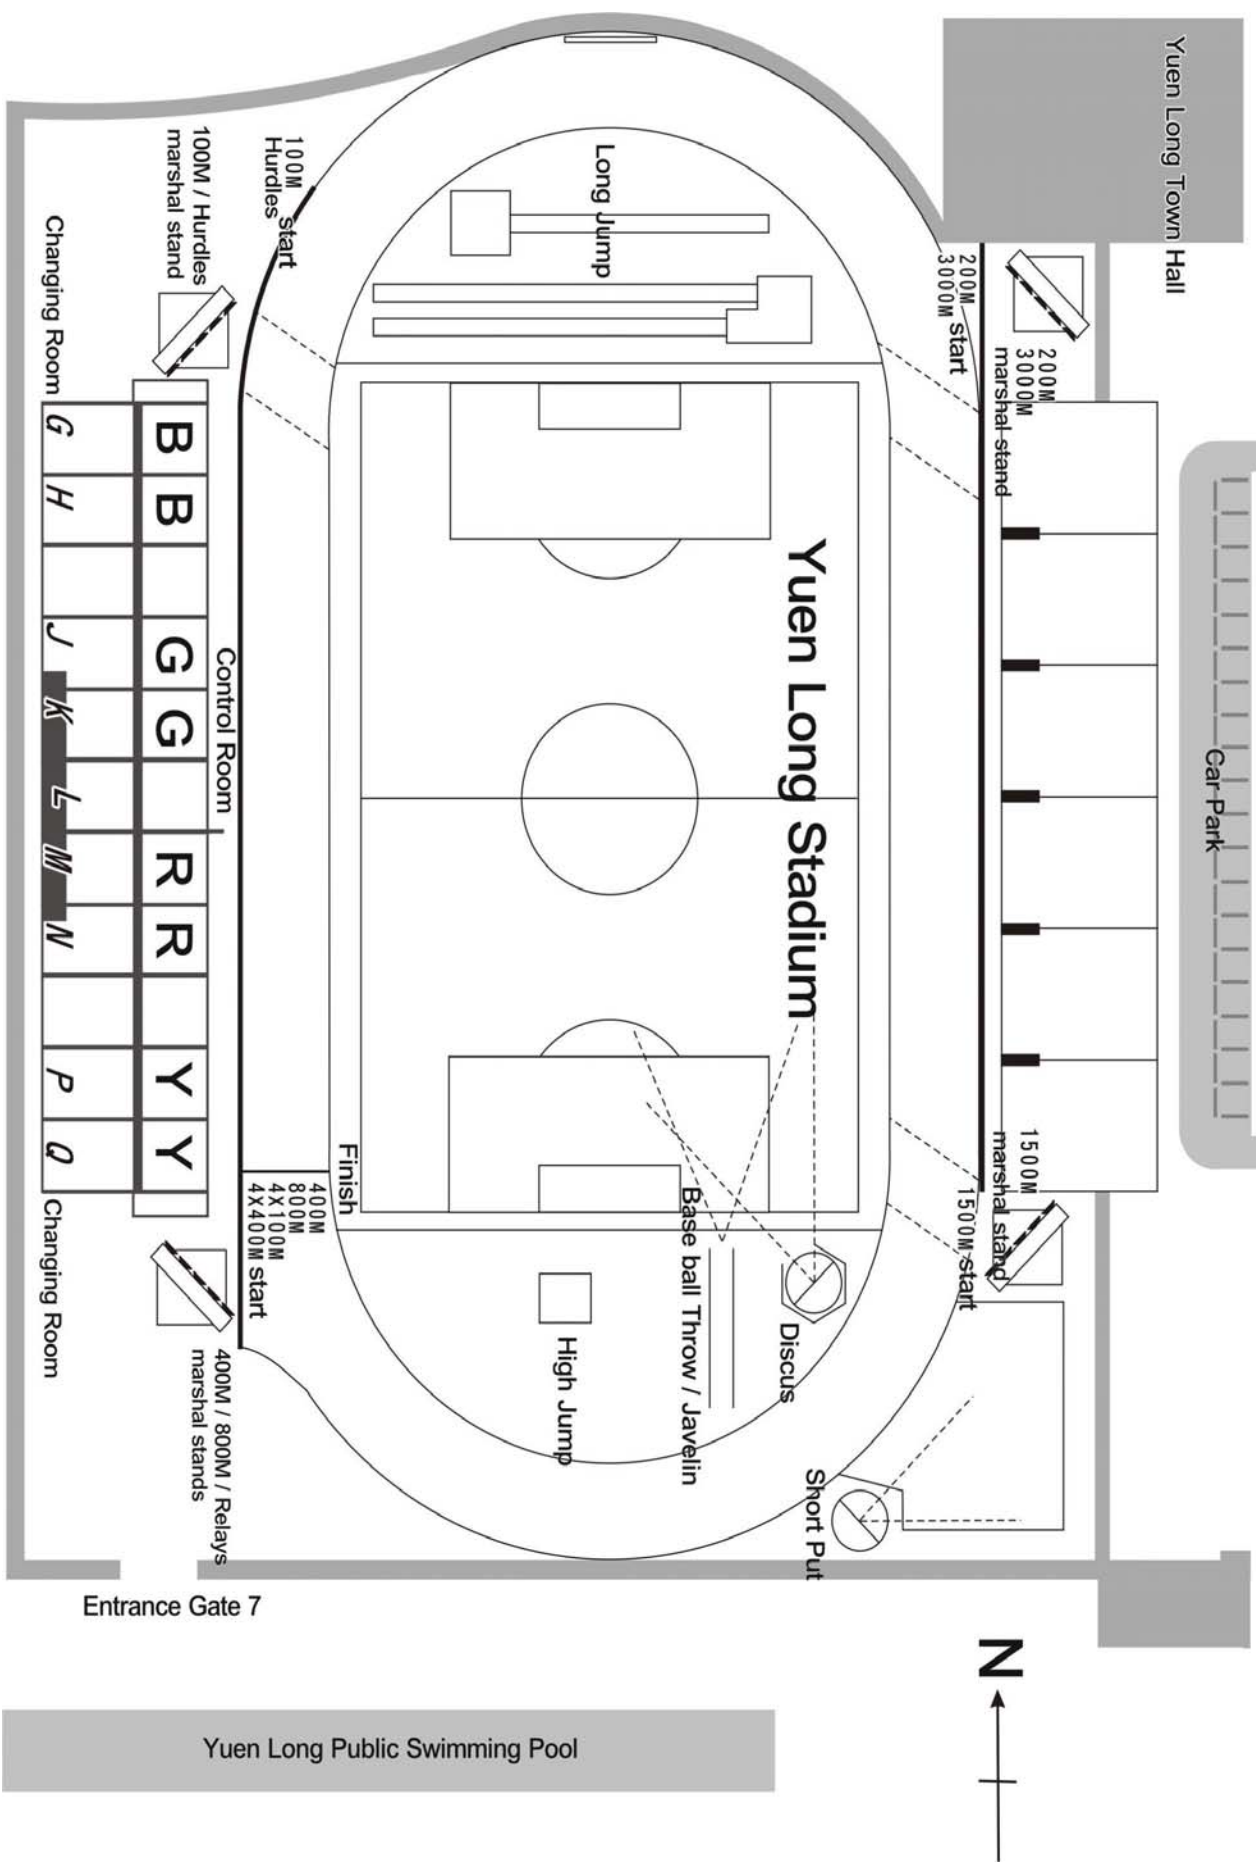 Yuen Long Town Hall
Car Park
200M
3000M
marshal stand
1500M
marshal stand
200M
3000M start
1500M start
Yuen Long Stadium
Long Jump
Discus
Short Put
Base ball Throw / Javelin
High Jump
Finish
400M
800M
4X100M
4X400M start
100M
Hurdles start
Control Room
100M / Hurdles
marshal stand
400M / 800M / Relays
marshal stands
B B G G R R Y Y
Changing Room
G H J K L M N P Q
Changing Room
Entrance Gate 7
N
Yuen Long Public Swimming Pool